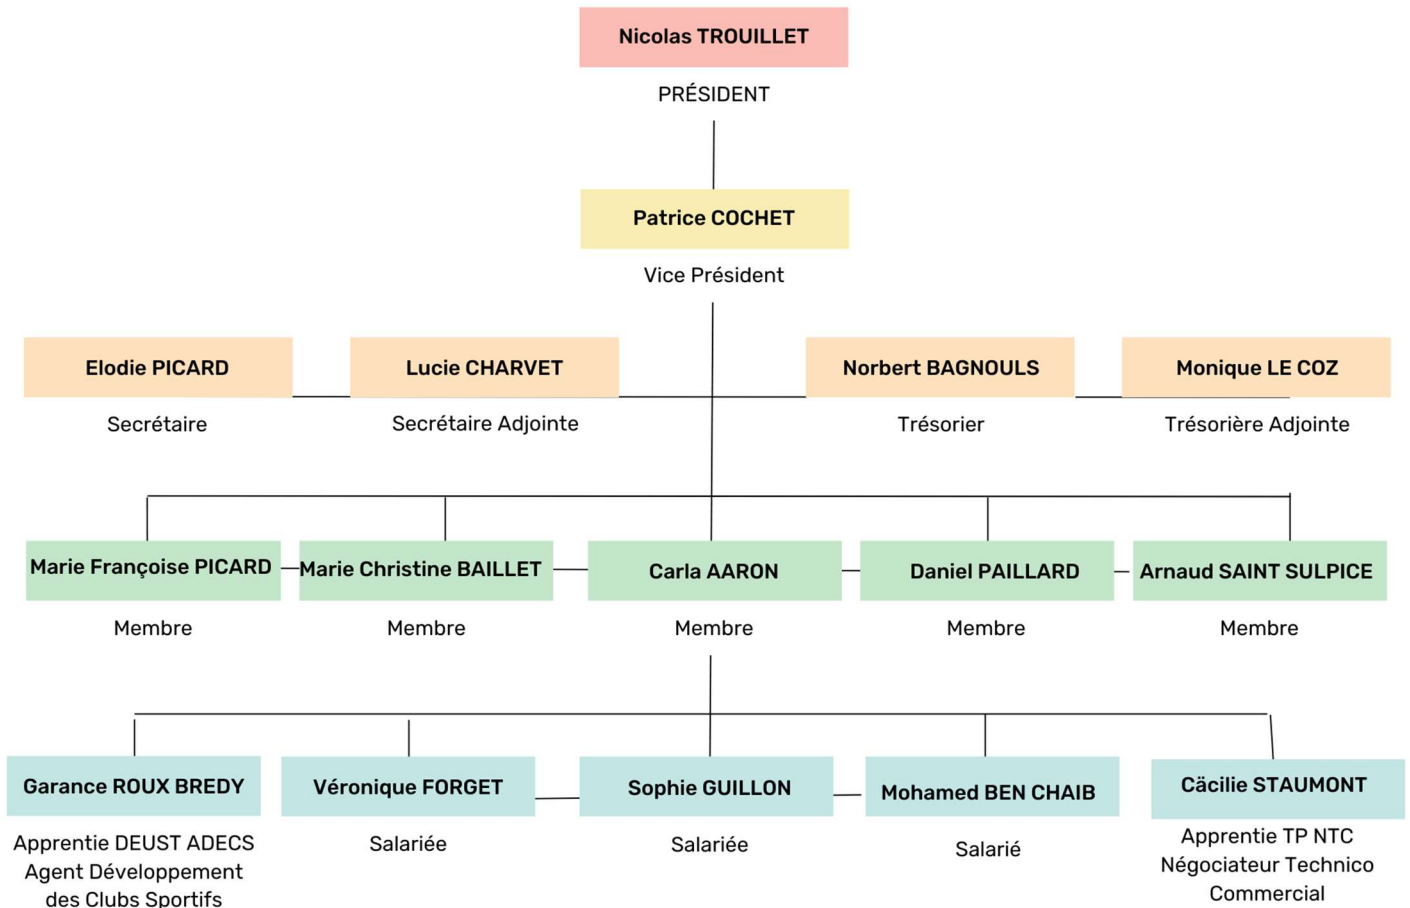 Nicolas TROUILLET
PRÉSIDENT
Patrice COCHET
Vice Président
Elodie PICARD
Secrétaire
Lucie CHARVET
Secrétaire Adjointe
Norbert BAGNOULS
Trésorier
Monique LE COZ
Trésorière Adjointe
Marie Françoise PICARD
Membre
Marie Christine BAILLET
Membre
Carla AARON
Membre
Daniel PAILLARD
Membre
Arnaud SAINT SULPICE
Membre
Garance ROUX BREDY
Apprentie DEUST ADECS
Agent Développement
des Clubs Sportifs
Véronique FORGET
Salariée
Sophie GUILLON
Salariée
Mohamed BEN CHAIB
Salarié
Cäcilie STAUMONT
Apprentie TP NTC
Négociateur Technico
Commercial